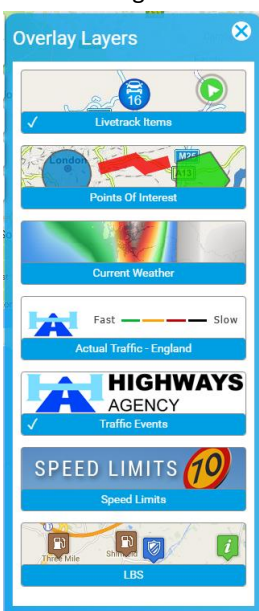 Overlay Layers
16
Livetrack Items
London
M25
A13
Points Of Interest
Current Weather
Fast
Slow
Actual Traffic - England
HIGHWAYS
AGENCY
Traffic Events
SPEED LIMITS 70
Speed Limits
Three Mile
LBS